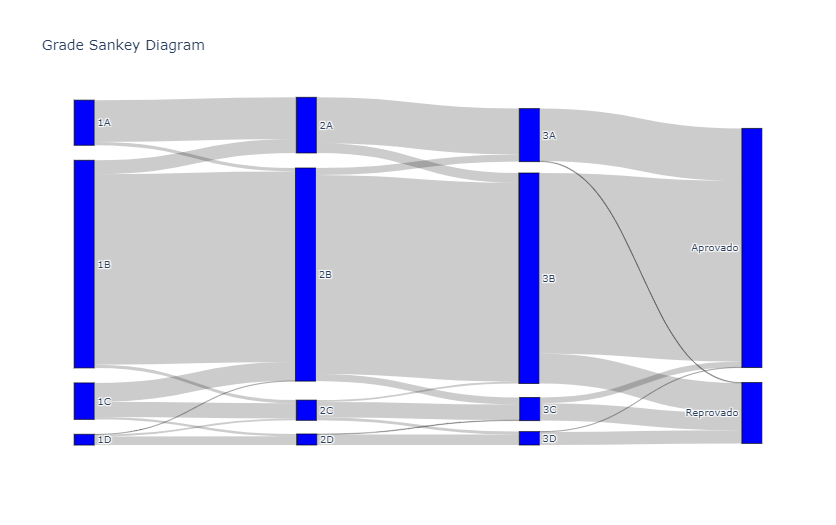 Grade Sankey Diagram
1A
1B
1C
1D
2A
2B
2C
2D
3A
3B
3C
3D
Aprovado
Reprovado